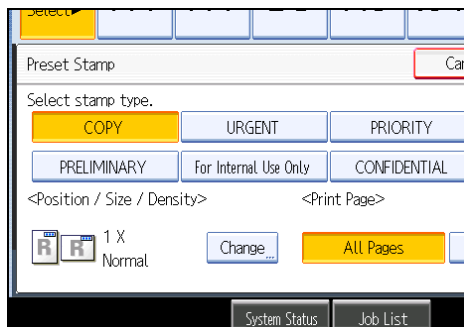 Select►
Preset Stamp
Select stamp type.
COPY URGENT PRIORITY
PRELIMINARY For Internal Use Only CONFIDENTIAL
<Position / Size / Density> <Print Page>
R R 1 X
Normal Change... All Pages
System Status Job List